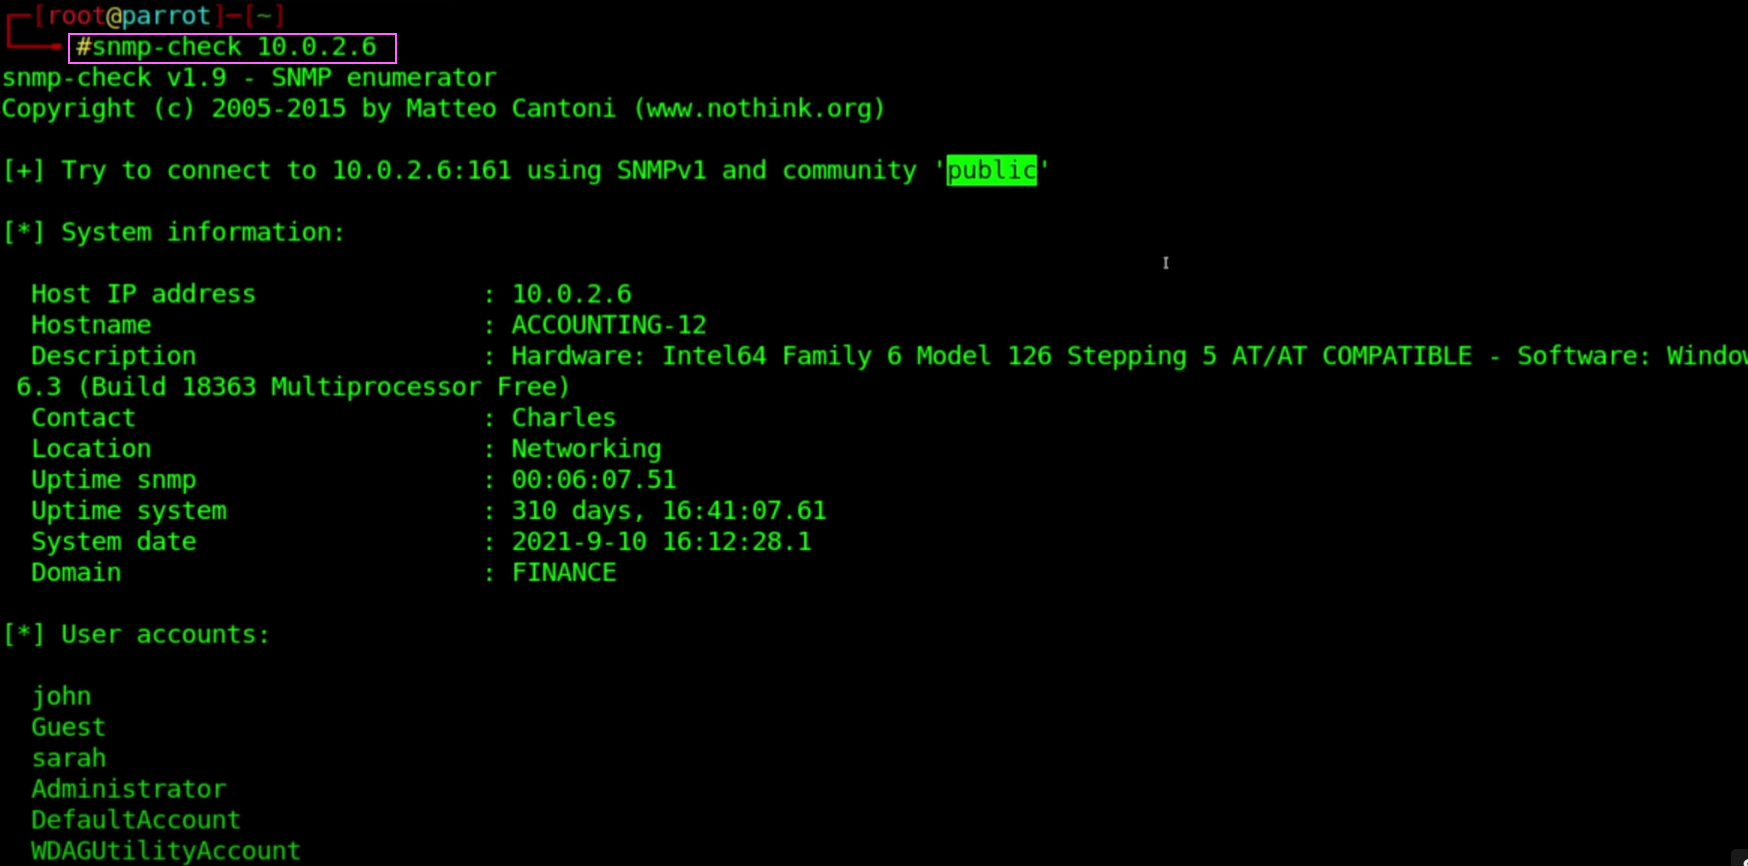 [root@parrot]-[~]
#snmp-check 10.0.2.6
snmp-check v1.9 - SNMP enumerator
Copyright (c) 2005-2015 by Matteo Cantoni (www.nothink.org)
[+] Try to connect to 10.0.2.6:161 using SNMPv1 and community 'public'
[*] System information:
Host IP address : 10.0.2.6
Hostname : ACCOUNTING-12
Description : Hardware: Intel64 Family 6 Model 126 Stepping 5 AT/AT COMPATIBLE - Software: Window
6.3 (Build 18363 Multiprocessor Free)
Contact : Charles
Location : Networking
Uptime snmp : 00:06:07.51
Uptime system : 310 days, 16:41:07.61
System date : 2021-9-10 16:12:28.1
Domain : FINANCE
[*] User accounts:
john
Guest
sarah
Administrator
DefaultAccount
WDAGUtilityAccount